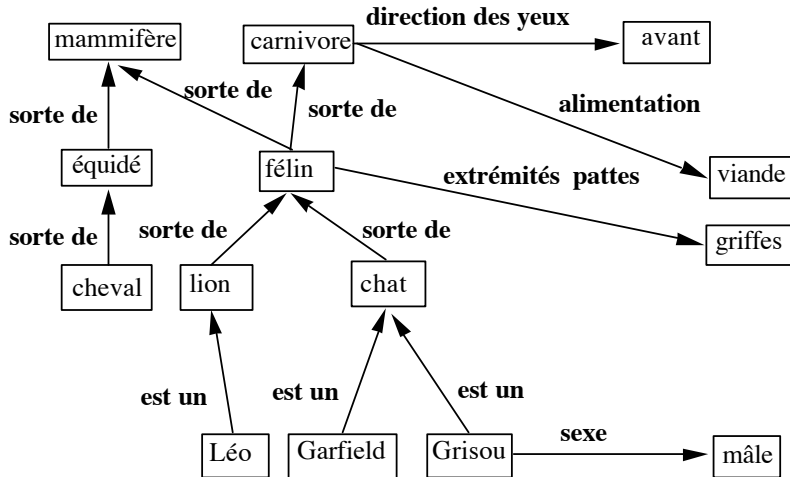 direction des yeux
mammifère carnivore avant
sorte de
sorte de sorte de alimentation
équidé félin extrémités pattes viande
sorte de sorte de sorte de griffes
cheval lion chat
est un est un est un
Léo Garfield Grisou sexe mâle